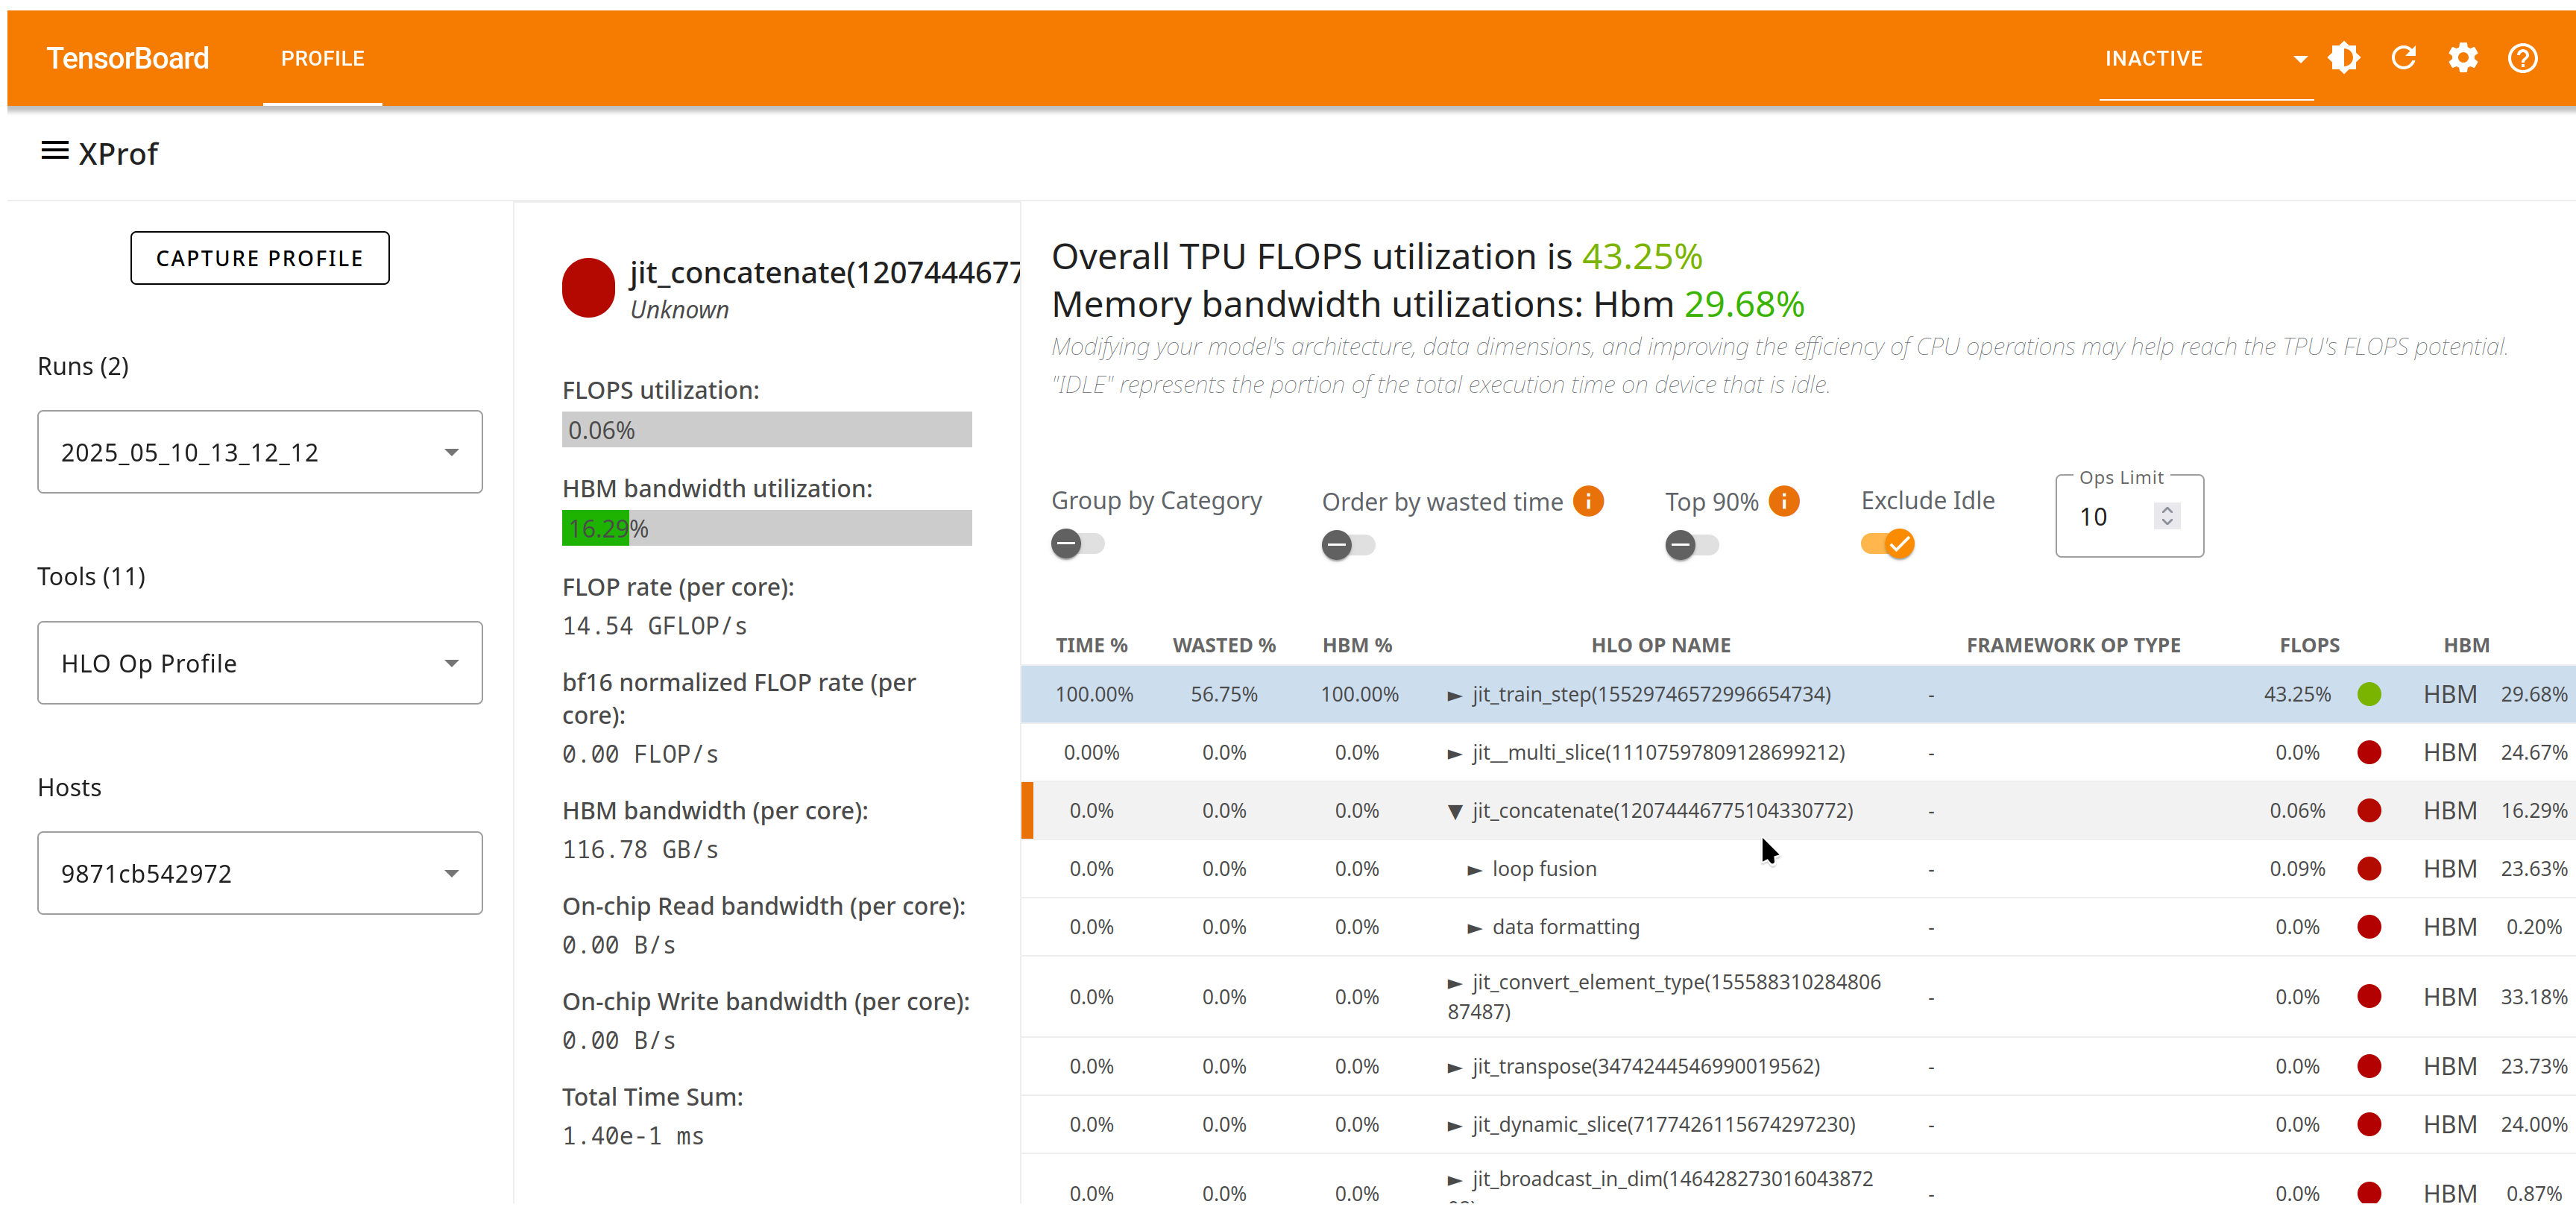 TensorBoard
PROFILE
INACTIVE
XProf
CAPTURE PROFILE
Runs (2)
2025_05_10_13_12_12
Tools (11)
HLO Op Profile
Hosts
9871cb542972
jit_concatenate(1207444677
Unknown
FLOPS utilization:
0.06%
HBM bandwidth utilization:
16.29%
FLOP rate (per core):
14.54 GFLOP/s
bf16 normalized FLOP rate (per
core):
0.00 FLOP/s
HBM bandwidth (per core):
116.78 GB/s
On-chip Read bandwidth (per core):
0.00 B/s
On-chip Write bandwidth (per core):
0.00 B/s
Total Time Sum:
1.40e-1 ms
Overall TPU FLOPS utilization is 43.25%
Memory bandwidth utilizations: Hbm 29.68%
Modifying your model's architecture, data dimensions, and improving the efficiency of CPU operations may help reach the TPU's FLOPS potential.
"IDLE" represents the portion of the total execution time on device that is idle.
Group by Category
Order by wasted time
Top 90%
Exclude Idle
Ops Limit
10
TIME % WASTED % HBM % HLO OP NAME FRAMEWORK OP TYPE FLOPS HBM
100.00% 56.75% 100.00% ► jit_train_step(15529746572996654734) - 43.25% HBM 29.68%
0.00% 0.0% 0.0% ► jit__multi_slice(11107597809128699212) - 0.0% HBM 24.67%
0.0% 0.0% 0.0% ▼ jit_concatenate(12074446775104330772) - 0.06% HBM 16.29%
0.0% 0.0% 0.0% ► loop fusion - 0.09% HBM 23.63%
0.0% 0.0% 0.0% ► data formatting - 0.0% HBM 0.20%
0.0% 0.0% 0.0% ► jit_convert_element_type(155588310284806 - 0.0% HBM 33.18%
87487)
0.0% 0.0% 0.0% ► jit_transpose(3474244546990019562) - 0.0% HBM 23.73%
0.0% 0.0% 0.0% ► jit_dynamic_slice(7177426115674297230) - 0.0% HBM 24.00%
0.0% 0.0% 0.0% ► jit_broadcast_in_dim(146428273016043872 - 0.0% HBM 0.87%